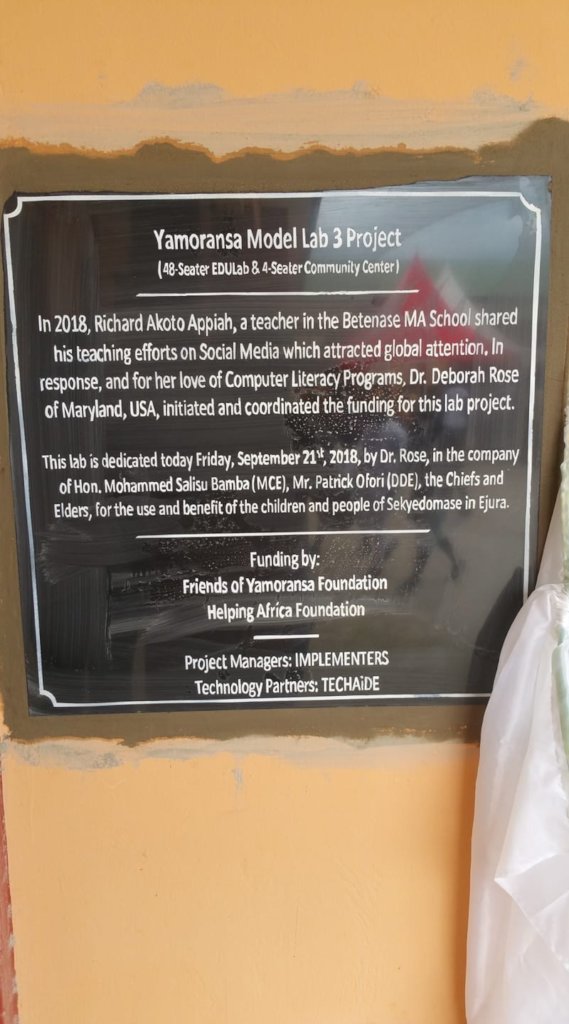 Yamoransa Model Lab 3 Project
(48-Seater EDULab & 4-Seater Community Center)
In 2018, Richard Akoto Appiah, a teacher in the Betenase MA School shared
his teaching efforts on Social Media which attracted global attention. In
response, and for her love of Computer Literacy Programs, Dr. Deborah Rose
of Maryland, USA, initiated and coordinated the funding for this lab project.
This lab is dedicated today Friday, September 21st, 2018, by Dr. Rose, in the company
of Hon. Mohammed Salisu Bamba (MCE), Mr. Patrick Ofori (DDE), the Chiefs and
Elders, for the use and benefit of the children and people of Sekyedomase in Ejura.
Funding by:
Friends of Yamoransa Foundation
Helping Africa Foundation
Project Managers: IMPLEMENTERS
Technology Partners: TECHAiDE